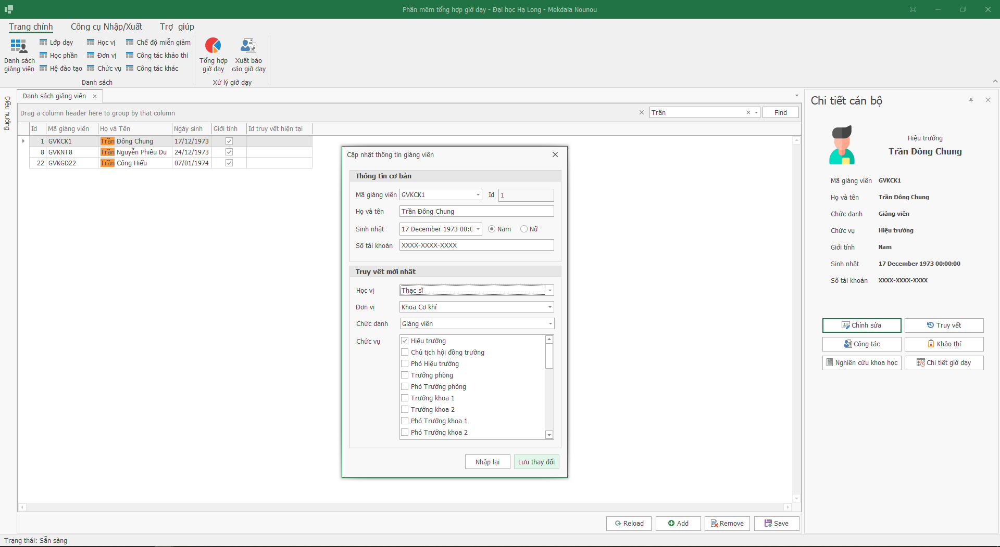 Phần mềm tổng hợp giờ dạy - Đại học Hạ Long - Mekdala Nounou
Trang chính Công cụ Nhập/Xuất Trợ giúp
Danh sách giảng viên
Lớp dạy Học vị Chế độ miễn giảm
Học phần Đơn vị Công tác khảo thí
Hệ đào tạo Chức vụ Công tác khác
Tổng hợp giờ dạy
Xuất báo cáo giờ dạy
Danh sách Xử lý giờ dạy
Điều hướng
Danh sách giảng viên
Drag a column header here to group by that column
Trần Find
Id Mã giảng viên Họ và Tên Ngày sinh Giới tính Id truy vết hiện tại
1 GVKCK1 Trần Đông Chung 17/12/1973
8 GVKNT8 Trần Nguyễn Phiêu Du 24/12/1973
22 GVKGD22 Trần Công Hiếu 07/01/1974
Cập nhật thông tin giảng viên
Thông tin cơ bản
Mã giảng viên GVKCK1 Id 1
Họ và tên Trần Đông Chung
Sinh nhật 17 December 1973 00:0 Nam Nữ
Số tài khoản XXXX-XXXX-XXXX
Truy vết mới nhất
Học vị Thạc sĩ
Đơn vị Khoa Cơ khí
Chức danh Giảng viên
Chức vụ Hiệu trưởng
Chủ tịch hội đồng trường
Phó Hiệu trưởng
Trưởng phòng
Phó Trưởng phòng
Trưởng khoa 1
Trưởng khoa 2
Phó Trưởng khoa 1
Phó Trưởng khoa 2
Nhập lại Lưu thay đổi
Chi tiết cán bộ
Hiệu trưởng
Trần Đông Chung
Mã giảng viên GVKCK1
Họ và tên Trần Đông Chung
Chức danh Giảng viên
Chức vụ Hiệu trưởng
Giới tính Nam
Sinh nhật 17 December 1973 00:00:00
Số tài khoản XXXX-XXXX-XXXX
Chỉnh sửa Truy vết
Công tác Khảo thí
Nghiên cứu khoa học Chi tiết giờ dạy
Reload Add Remove Save
Trạng thái: Sẵn sàng